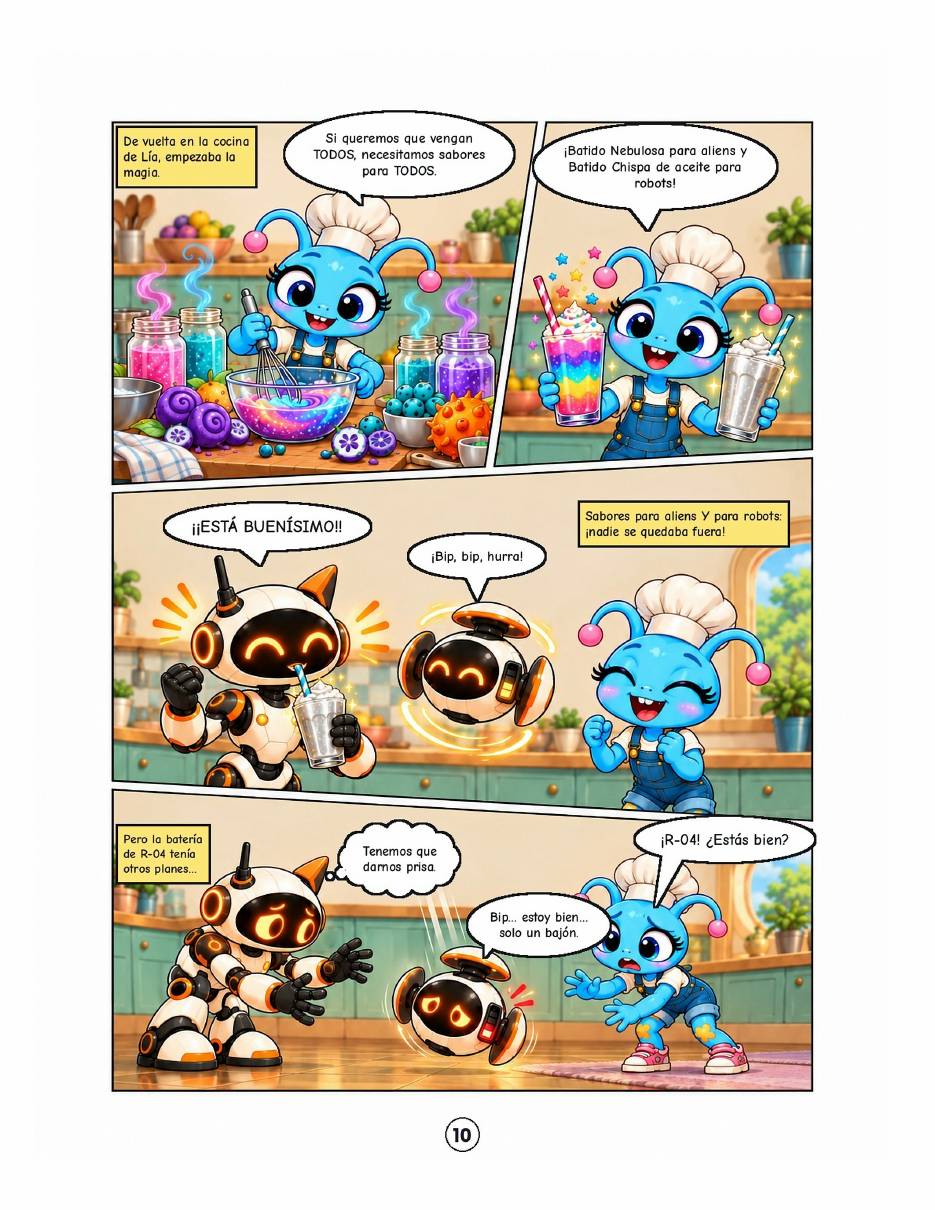 De vuelta en la cocina
de Lía, empezaba la
magia.
Si queremos que vengan
TODOS, necesitamos sabores
para TODOS.
¡Batido Nebulosa para aliens y
Batido Chispa de aceite para
robots!
¡¡ESTÁ BUENÍSIMO!!
¡Bip, bip, hurra!
Sabores para aliens Y para robots:
¡nadie se quedaba fuera!
Pero la batería
de R-04 tenía
otros planes...
Tenemos que
darnos prisa.
Bip... estoy bien...
solo un bajón.
¡R-04! ¿Estás bien?
10